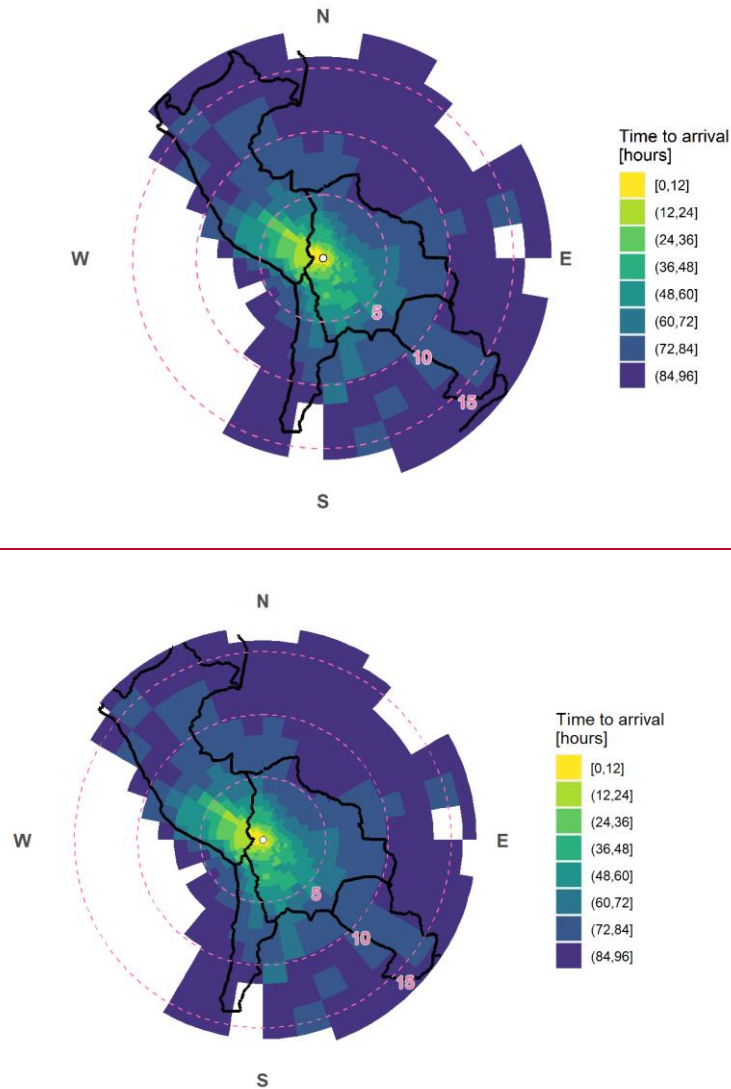 N
Time to arrival
[hours]
[0,12]
(12,24]
(24,36]
(36,48]
(48,60]
(60,72]
(72,84]
(84,96]
W
E
5
10
15
S
N
Time to arrival
[hours]
[0,12]
(12,24]
(24,36]
(36,48]
(48,60]
(60,72]
(72,84]
(84,96]
W
E
5
10
15
S